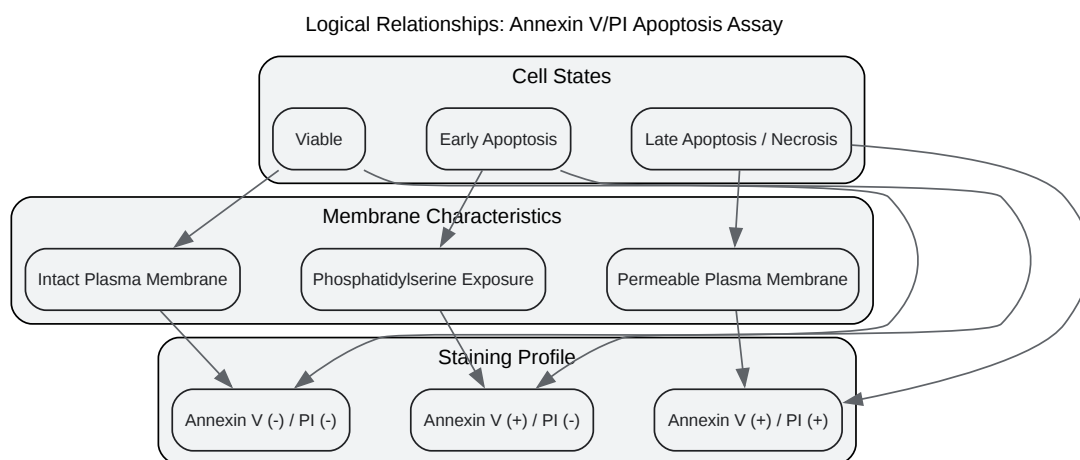 Logical Relationships: Annexin V/PI Apoptosis Assay
Cell States
Viable
Early Apoptosis
Late Apoptosis / Necrosis
Membrane Characteristics
Intact Plasma Membrane
Phosphatidylserine Exposure
Permeable Plasma Membrane
Staining Profile
Annexin V (-) / PI (-)
Annexin V (+) / PI (-)
Annexin V (+) / PI (+)